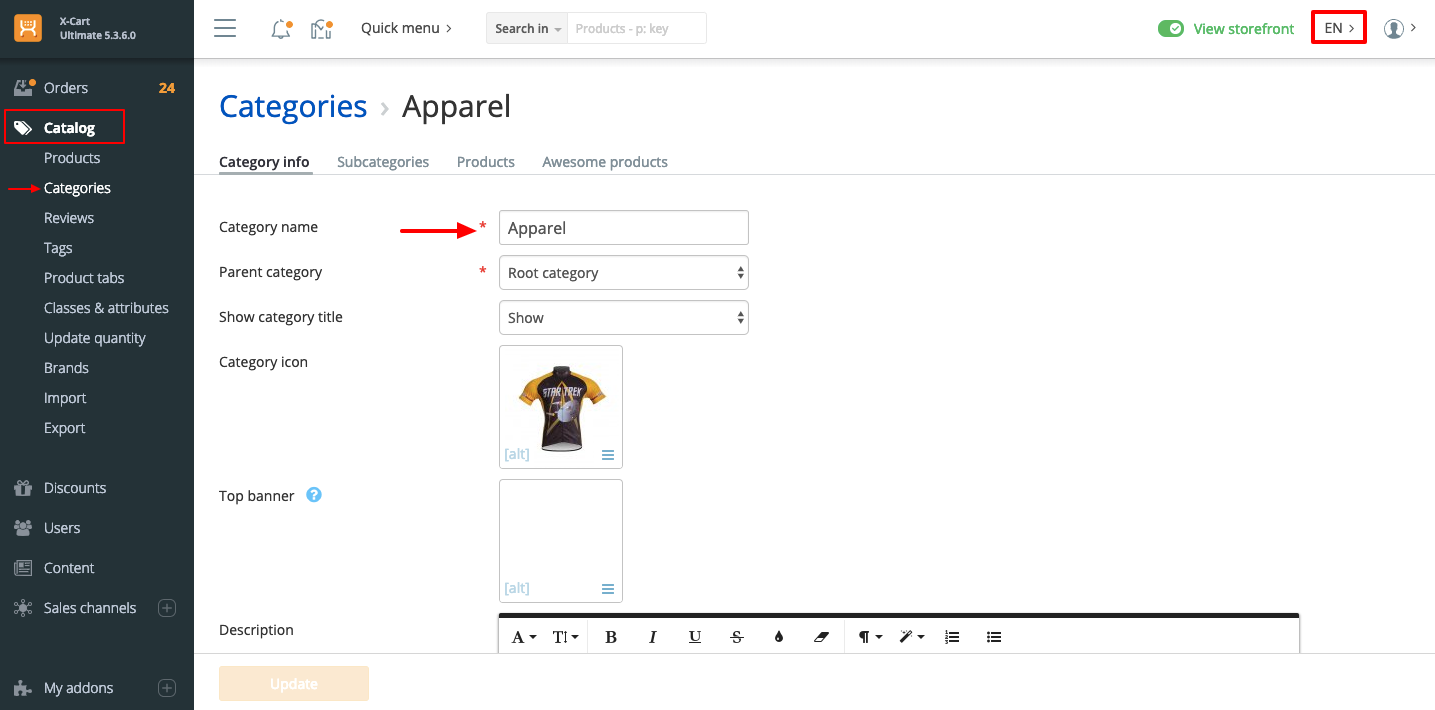 X-Cart
Ultimate 5.3.6.0
Quick menu
Search in
Products - p: key
View storefront
EN
Orders 24
Catalog
Products
Categories
Reviews
Tags
Product tabs
Classes & attributes
Update quantity
Brands
Import
Export
Discounts
Users
Content
Sales channels
My addons
Categories › Apparel
Category info
Subcategories
Products
Awesome products
Category name * Apparel
Parent category * Root category
Show category title Show
Category icon
STAR TREK
[alt]
Top banner ?
[alt]
Description
A TI B I U S ¶
Update